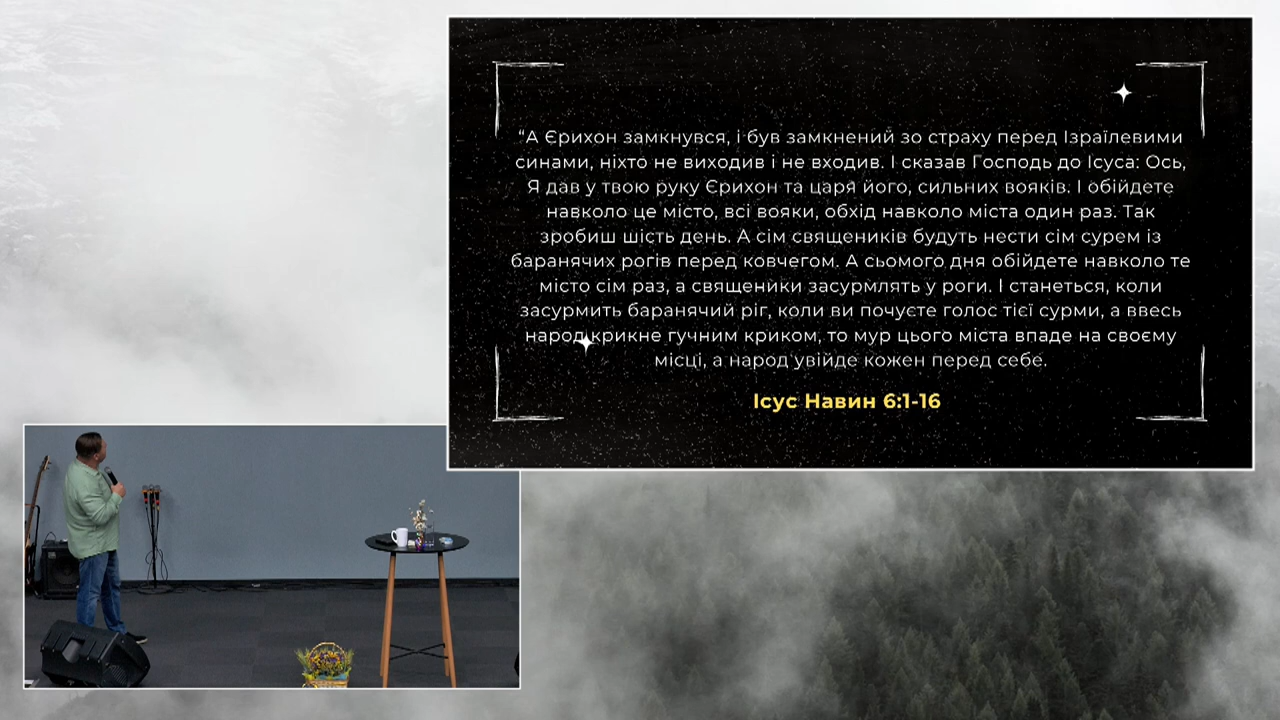 “А Єрихон замкнувся, і був замкнений зо страху перед Ізраїлевими
синами, ніхто не виходив і не входив. І сказав Господь до Ісуса: Ось,
Я дав у твою руку Єрихон та царя його, сильних вояків. І обійдете
навколо це місто, всі вояки, обхід навколо міста один раз. Так
зробиш шість день. А сім священиків будуть нести сім сурем із
баранячих рогів перед ковчегом. А сьомого дня обійдете навколо те
місто сім раз, а священики засурмлять у роги. І станеться, коли
засурмить баранячий ріг, коли ви почуєте голос тієї сурми, а ввесь
народ крикне гучним криком, то мур цього міста впаде на своєму
місці, а народ увійде кожен перед себе.
Ісус Навин 6:1-16